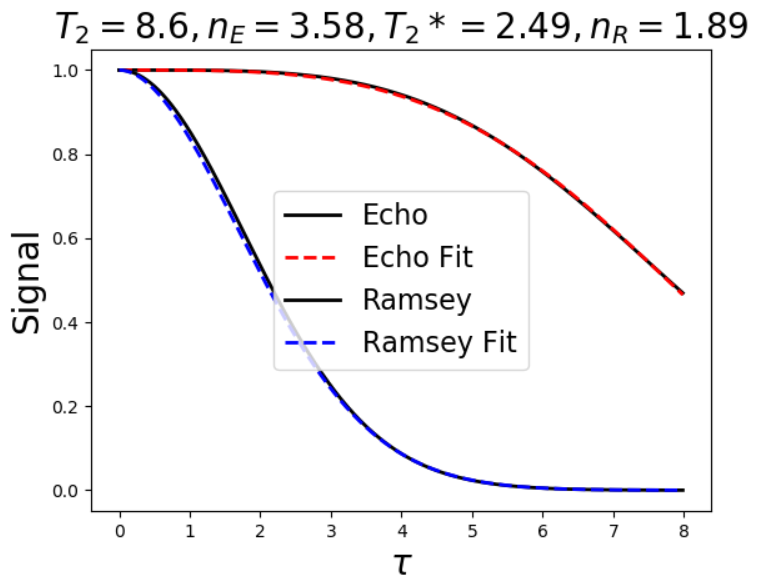 T₂ = 8.6, n_E = 3.58, T₂* = 2.49, n_R = 1.89
1.0
0.8
0.6
0.4
0.2
0.0
Signal
Echo
Echo Fit
Ramsey
Ramsey Fit
0 1 2 3 4 5 6 7 8
τ